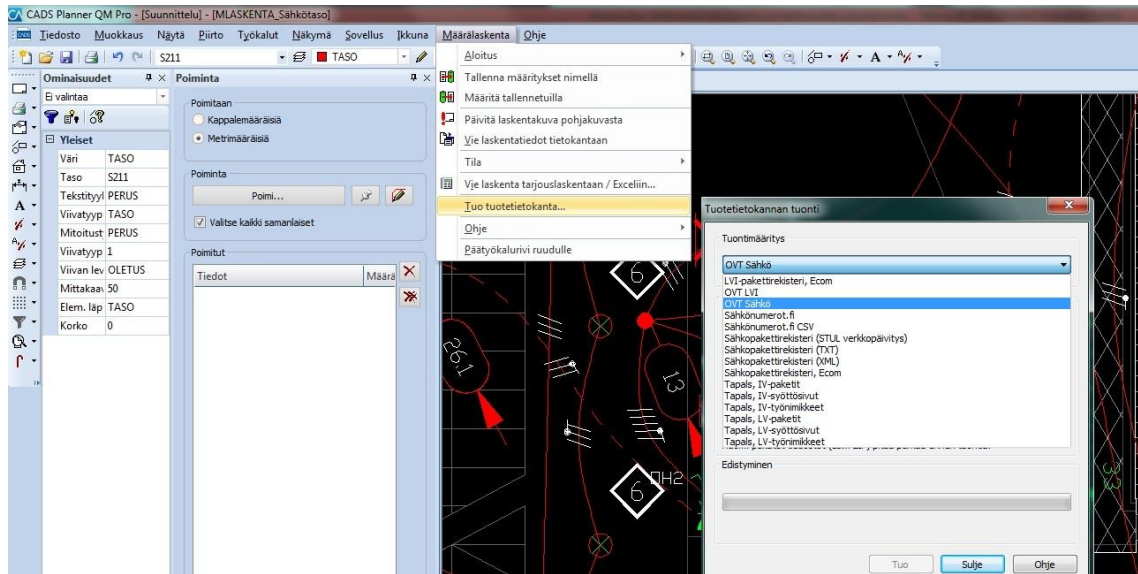 CADS Planner QM Pro - [Suunnittelu] - [MLASKENTA_Sähkötaso]
Tiedosto Muokkaus Näytä Piirto Työkalut Näkymä Sovellus Ikkuna Määrälaskenta Ohje
S211 TASO
Ominaisuudet
Ei valintaa
Yleiset
Väri TASO
Taso S211
Tekstityyl PERUS
Viivatyyp TASO
Mitoitust PERUS
Viivatyyp 1
Viivan lev OLETUS
Mittakaav 50
Elem. läp TASO
Korko 0
Poiminta
Poimitaan
Kappalemääräisiä
Metrimääräisiä
Poiminta
Poimi...
Valitse kaikki samanlaiset
Poimitut
Tiedot Määrä
Aloitus
Tallenna määritykset nimellä
Määritä tallennetuilla
Päivitä laskentakuva pohjakuvasta
Vie laskentatiedot tietokantaan
Tila
Vie laskenta tarjouslaskentaan / Exceliin...
Tuo tuotetietokanta...
Ohje
Päätyökalurivi ruudulle
Tuotetietokannan tuonti
Tuontimääritys
OVT Sähkö
LVI-pakettirekisteri, Ecom
OVT LVI
OVT Sähkö
Sähkönumerot.fi
Sähkönumerot.fi CSV
Sähköpakettirekisteri (STUL verkkopäivitys)
Sähköpakettirekisteri (TXT)
Sähköpakettirekisteri (XML)
Sähköpakettirekisteri, Ecom
Tapals, IV-paketit
Tapals, IV-syöttösivut
Tapals, IV-työnimikkeet
Tapals, LV-paketit
Tapals, LV-syöttösivut
Tapals, LV-työnimikkeet
Edistyminen
Tuo Sulje Ohje
6
26,1
13
6
OH2
33